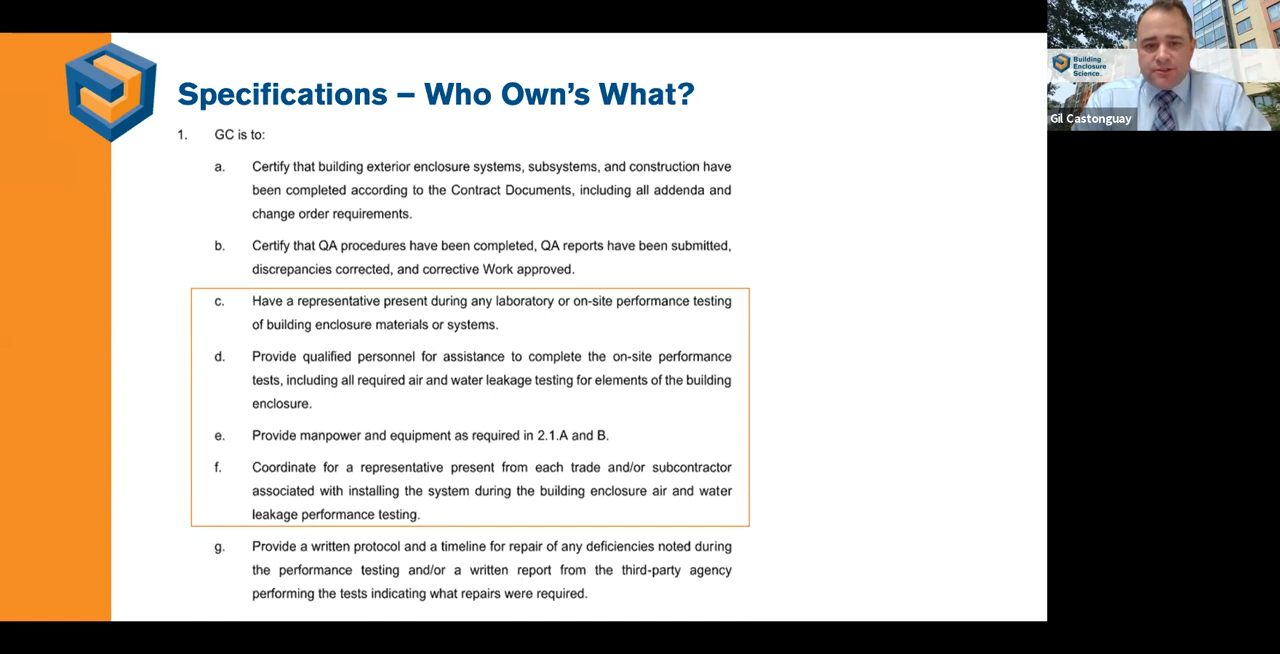 Building
Enclosure
Science.
Gil Castonguay
Specifications – Who Own's What?
1. GC is to:
a. Certify that building exterior enclosure systems, subsystems, and construction have
been completed according to the Contract Documents, including all addenda and
change order requirements.
b. Certify that QA procedures have been completed, QA reports have been submitted,
discrepancies corrected, and corrective Work approved.
c. Have a representative present during any laboratory or on-site performance testing
of building enclosure materials or systems.
d. Provide qualified personnel for assistance to complete the on-site performance
tests, including all required air and water leakage testing for elements of the building
enclosure.
e. Provide manpower and equipment as required in 2.1.A and B.
f. Coordinate for a representative present from each trade and/or subcontractor
associated with installing the system during the building enclosure air and water
leakage performance testing.
g. Provide a written protocol and a timeline for repair of any deficiencies noted during
the performance testing and/or a written report from the third-party agency
performing the tests indicating what repairs were required.